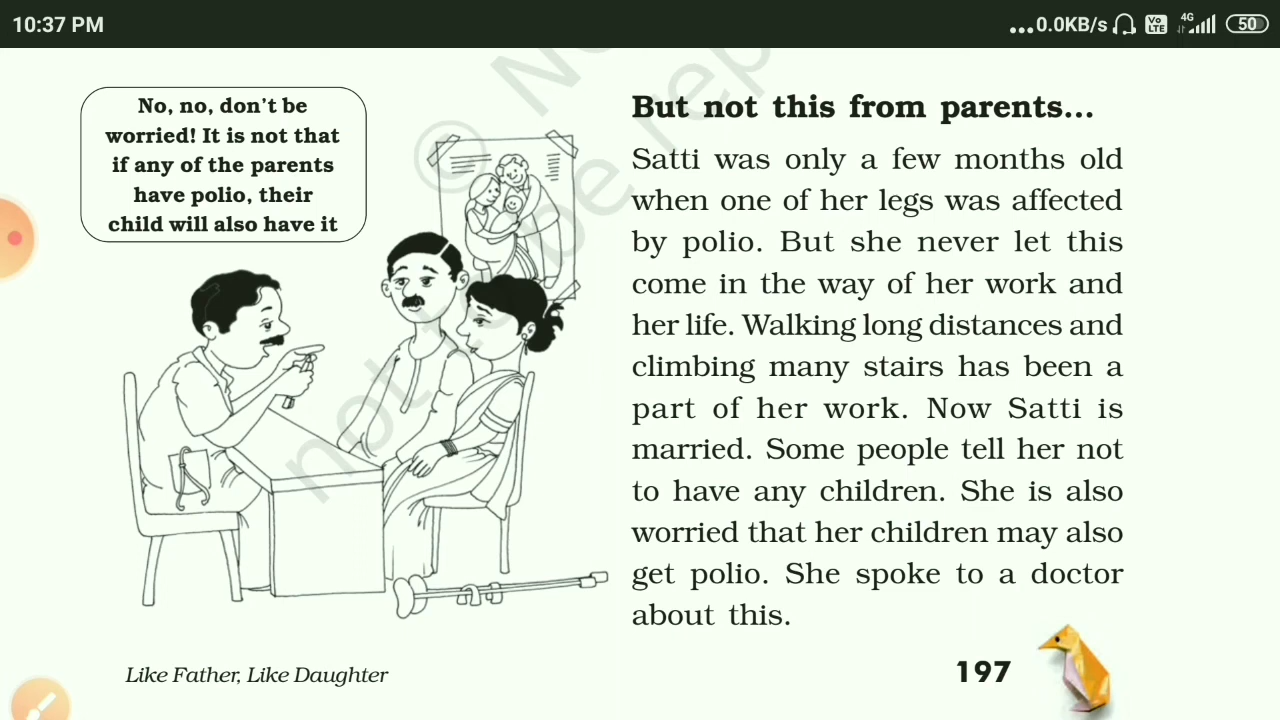 10:37 PM
...0.0KB/s
Vo
LTE
4G
50
No, no, don't be
worried! It is not that
if any of the parents
have polio, their
child will also have it
But not this from parents...
Satti was only a few months old
when one of her legs was affected
by polio. But she never let this
come in the way of her work and
her life. Walking long distances and
climbing many stairs has been a
part of her work. Now Satti is
married. Some people tell her not
to have any children. She is also
worried that her children may also
get polio. She spoke to a doctor
about this.
Like Father, Like Daughter
197
©
not be